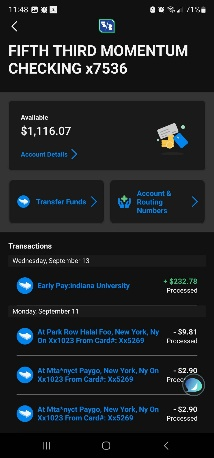 11:48
71%
FIFTH THIRD MOMENTUM
CHECKING x7536
Available
$1,116.07
Account Details
Transfer Funds
Account &
Routing
Numbers
Transactions
Wednesday, September 13
Early Pay:Indiana University
+ $232.78
Processed
Monday, September 11
At Park Row Halal Foo, New York, Ny
On Xx1023 From Card#: Xx5269
- $9.81
Processed
At Mta*nyct Paygo, New York, Ny On
Xx1023 From Card#: Xx5269
- $2.90
Processed
At Mta*nyct Paygo, New York, Ny On
Xx1023 From Card#: Xx5269
- $2.90
Processed